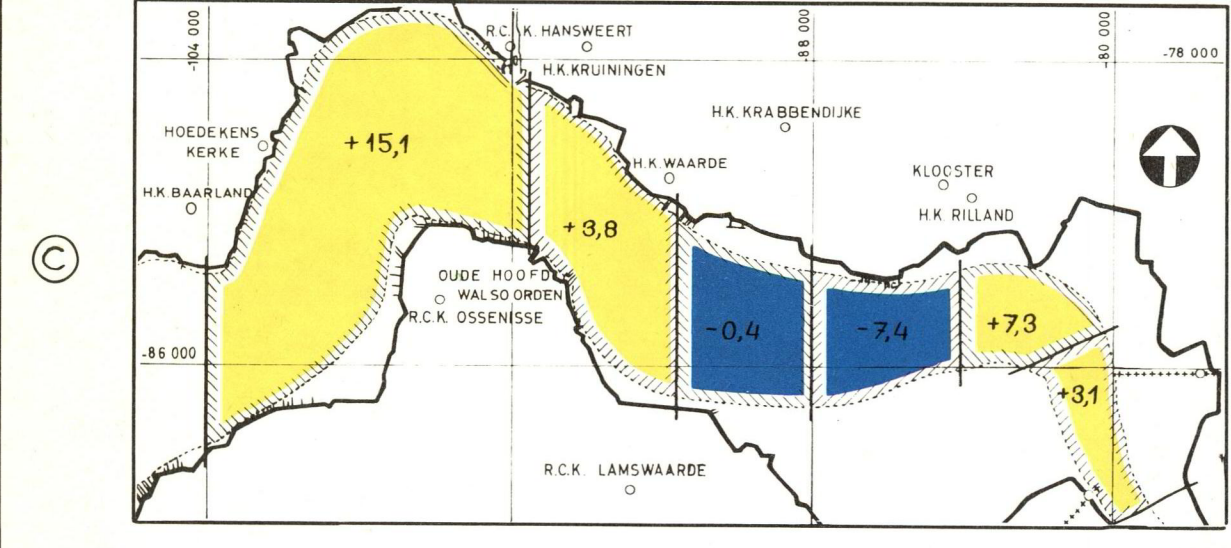 -104 000
R.C.K. HANSWEERT
-88 000
-80 000
-78 000
H.K.KRUININGEN
H.K. KRABBENDIJKE
HOEDEKENS
KERKE
+15,1
H.K.WAARDE
KLOOSTER
H.K. BAARLAND
H.K. RILLAND
+3,8
C
OUDE HOOFD
WALSOORDEN
R.C.K. OSSENISSE
-0,4
-7,4
+7,3
-86 000
+3,1
R.C.K. LAMSWAARDE